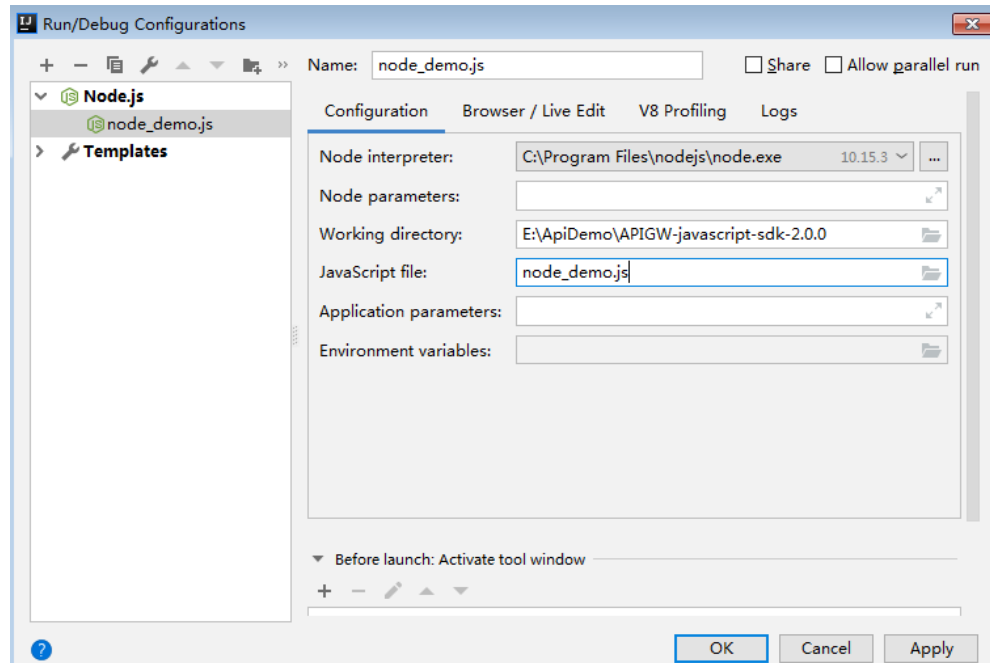 Run/Debug Configurations
Name: node_demo.js Share Allow parallel run
Node.js
node_demo.js
Templates
Configuration Browser / Live Edit V8 Profiling Logs
Node interpreter: C:\Program Files\nodejs\node.exe 10.15.3 ...
Node parameters:
Working directory: E:\ApiDemo\APIGW-javascript-sdk-2.0.0
JavaScript file: node_demo.js
Application parameters:
Environment variables:
Before launch: Activate tool window
OK Cancel Apply